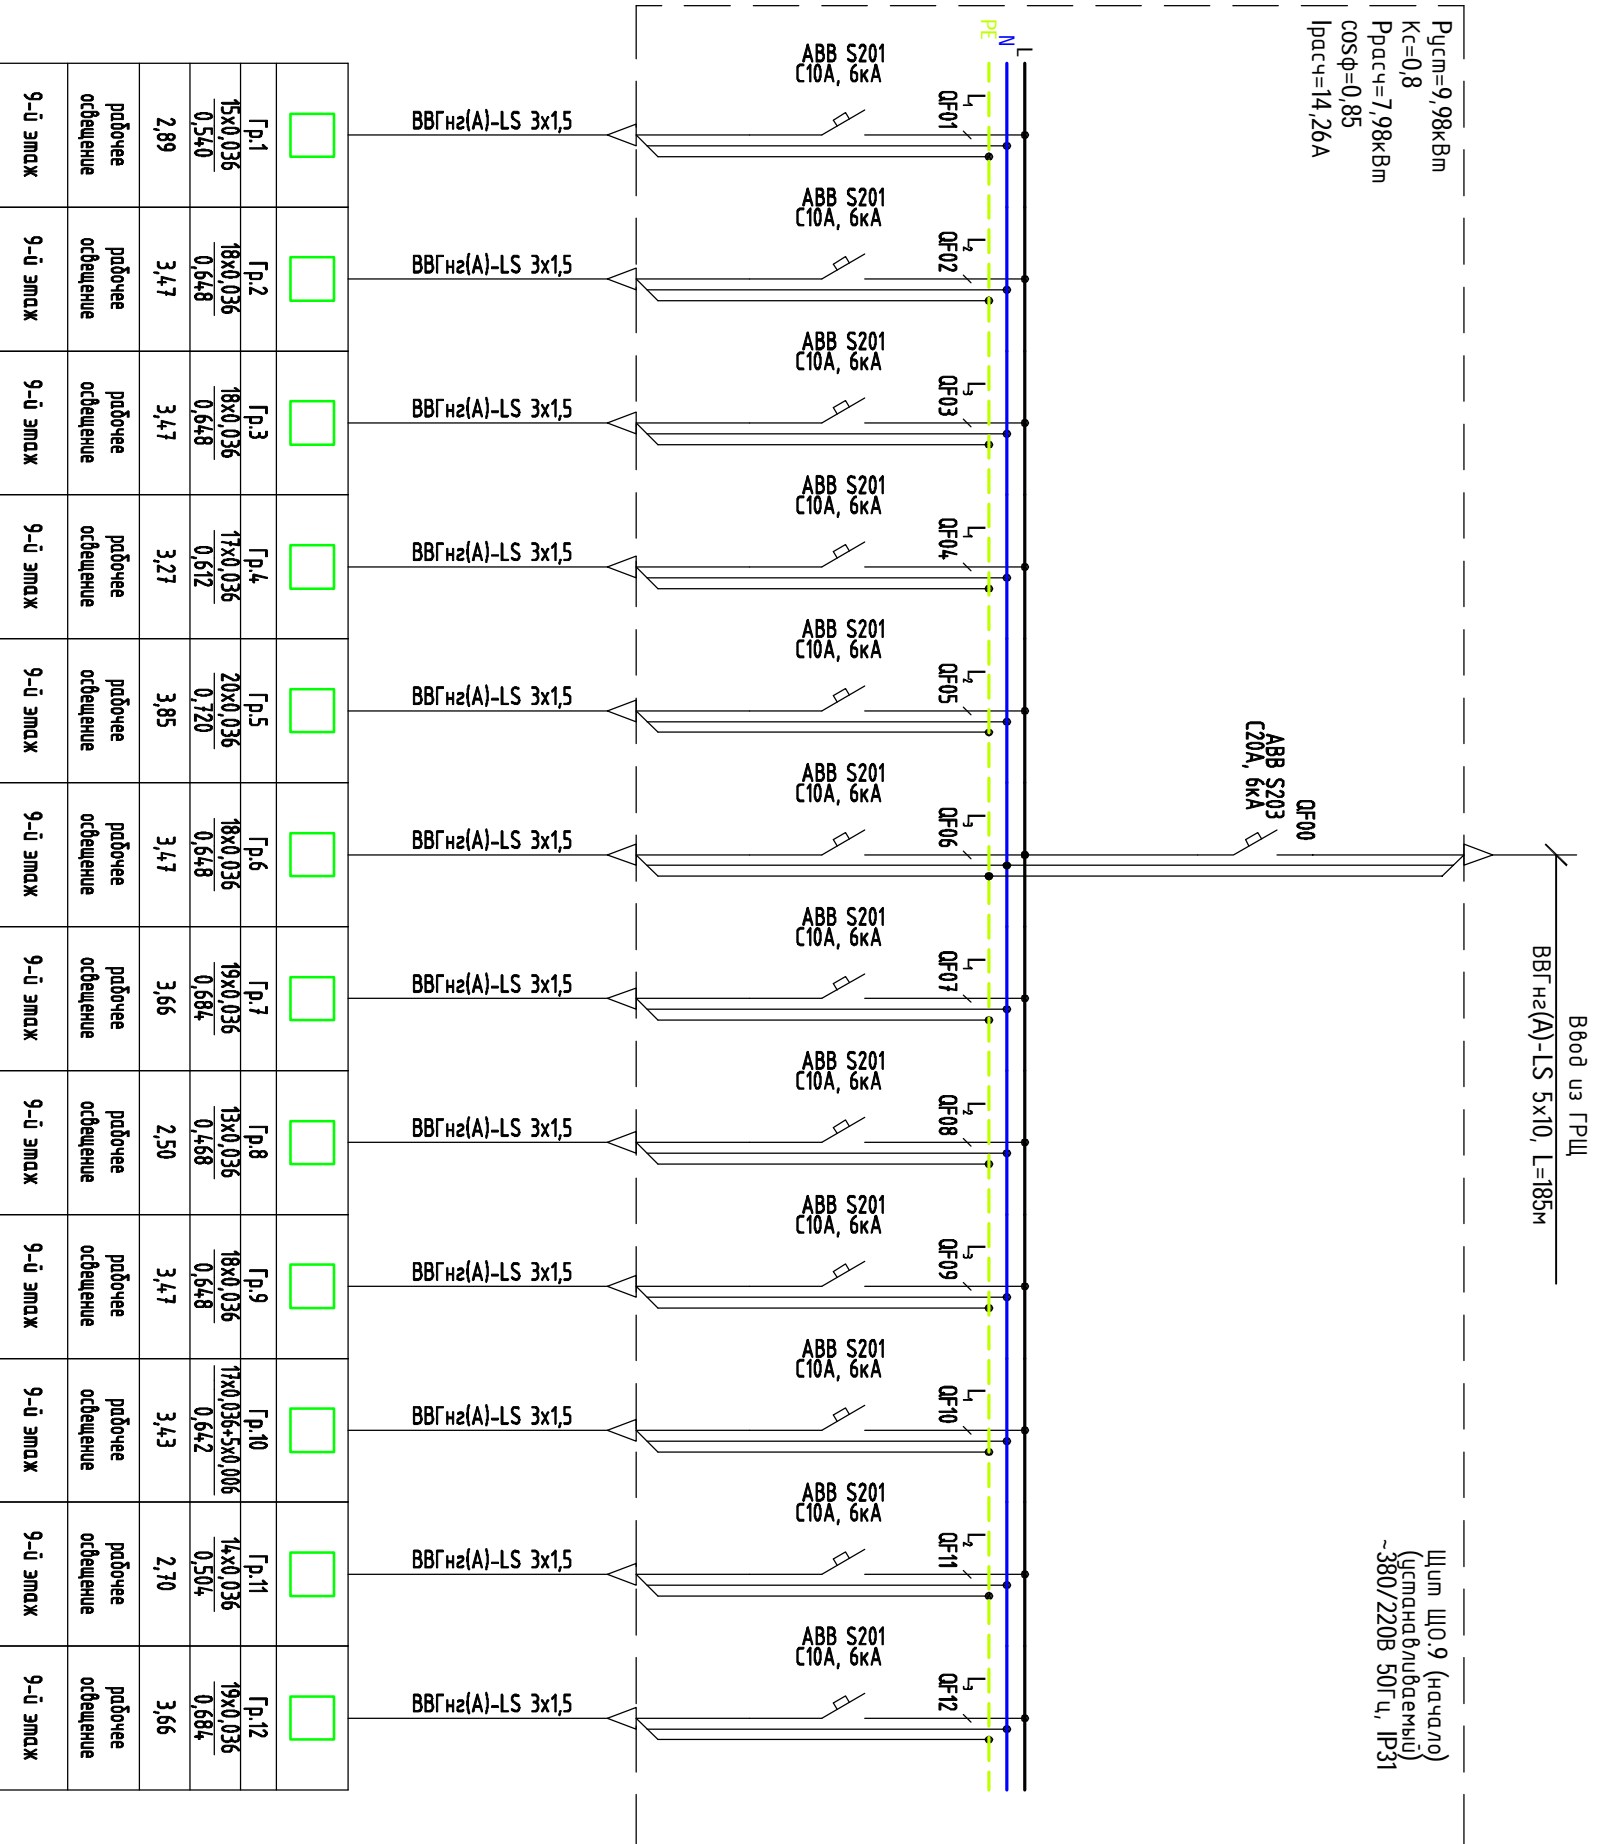 Руст=9,98кВт
Кс=0,8
Ррасч=7,98кВт
cosφ=0,85
Iрасч=14,26А
Ввод из ГРЩ
ВВГнг(А)-LS 5х10, L=185м
Щит ЩО.9 (начало)
(устанавливаемый)
~380/220В 50Гц, IP31
QF00
ABB S203
C20A, 6кА
L
N
PE
L1
QF01
ABB S201
C10A, 6кА
L2
QF02
ABB S201
C10A, 6кА
L3
QF03
ABB S201
C10A, 6кА
L1
QF04
ABB S201
C10A, 6кА
L2
QF05
ABB S201
C10A, 6кА
L3
QF06
ABB S201
C10A, 6кА
L1
QF07
ABB S201
C10A, 6кА
L2
QF08
ABB S201
C10A, 6кА
L3
QF09
ABB S201
C10A, 6кА
L1
QF10
ABB S201
C10A, 6кА
L2
QF11
ABB S201
C10A, 6кА
L3
QF12
ABB S201
C10A, 6кА
ВВГнг(А)-LS 3х1,5
ВВГнг(А)-LS 3х1,5
ВВГнг(А)-LS 3х1,5
ВВГнг(А)-LS 3х1,5
ВВГнг(А)-LS 3х1,5
ВВГнг(А)-LS 3х1,5
ВВГнг(А)-LS 3х1,5
ВВГнг(А)-LS 3х1,5
ВВГнг(А)-LS 3х1,5
ВВГнг(А)-LS 3х1,5
ВВГнг(А)-LS 3х1,5
ВВГнг(А)-LS 3х1,5
Гр.1
15х0,036
0,540
2,89
рабочее
освещение
9-й этаж
Гр.2
18х0,036
0,648
3,47
рабочее
освещение
9-й этаж
Гр.3
18х0,036
0,648
3,47
рабочее
освещение
9-й этаж
Гр.4
17х0,036
0,612
3,27
рабочее
освещение
9-й этаж
Гр.5
20х0,036
0,720
3,85
рабочее
освещение
9-й этаж
Гр.6
18х0,036
0,648
3,47
рабочее
освещение
9-й этаж
Гр.7
19х0,036
0,684
3,66
рабочее
освещение
9-й этаж
Гр.8
13х0,036
0,468
2,50
рабочее
освещение
9-й этаж
Гр.9
18х0,036
0,648
3,47
рабочее
освещение
9-й этаж
Гр.10
17х0,036+5х0,006
0,642
3,43
рабочее
освещение
9-й этаж
Гр.11
14х0,036
0,504
2,70
рабочее
освещение
9-й этаж
Гр.12
19х0,036
0,684
3,66
рабочее
освещение
9-й этаж